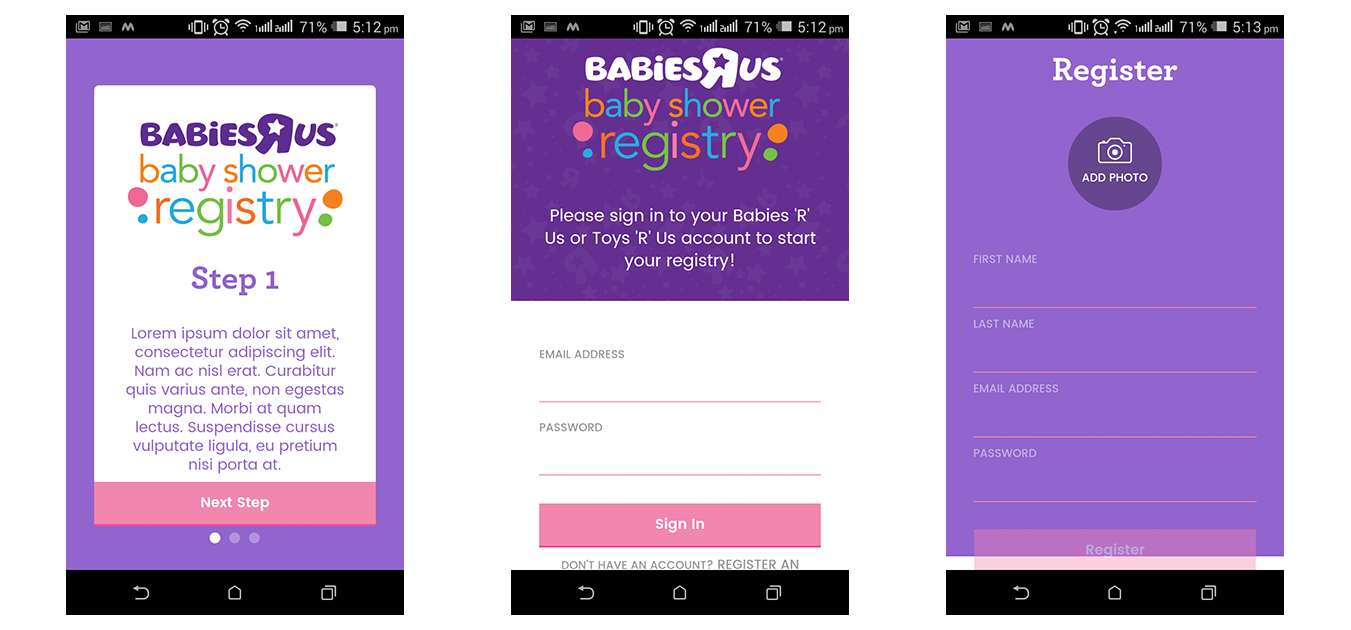 71% 5:12 pm
BABiES R US
baby shower
registry
Step 1
Lorem ipsum dolor sit amet,
consectetur adipiscing elit.
Nam ac nisl erat. Curabitur
quis varius ante, non egestas
magna. Morbi at quam
lectus. Suspendisse cursus
vulputate ligula, eu pretium
nisi porta at.
Next Step
71% 5:12 pm
BABiES R US
baby shower
registry
Please sign in to your Babies 'R'
Us or Toys 'R' Us account to start
your registry!
EMAIL ADDRESS
PASSWORD
Sign In
DON'T HAVE AN ACCOUNT? REGISTER AN
71% 5:13 pm
Register
ADD PHOTO
FIRST NAME
LAST NAME
EMAIL ADDRESS
PASSWORD
Register